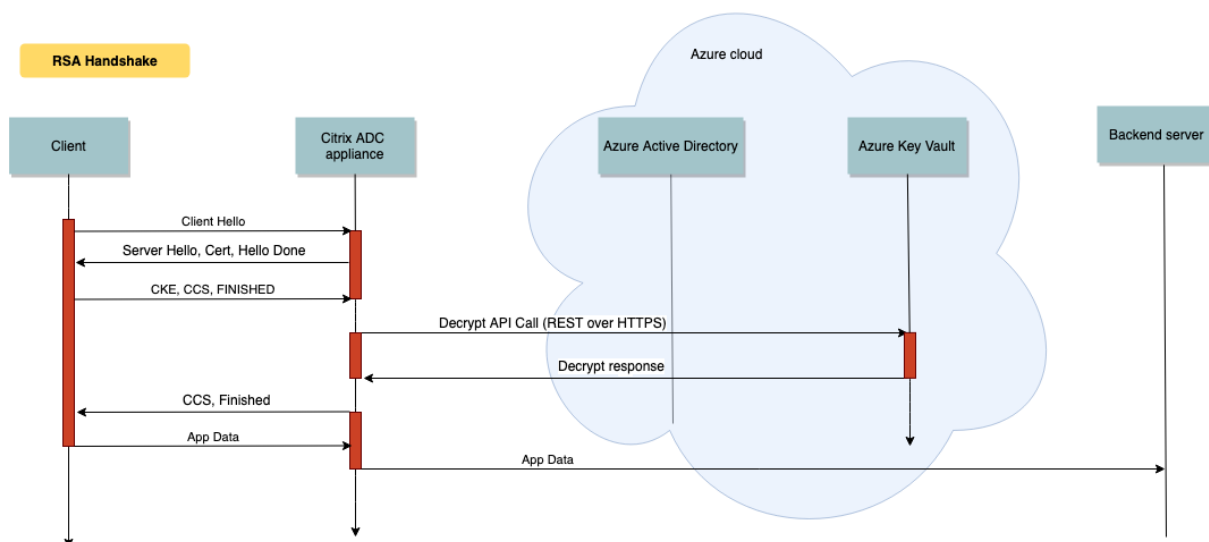 RSA Handshake
Azure cloud
Client
Citrix ADC
appliance
Azure Active Directory
Azure Key Vault
Backend server
Client Hello
Server Hello, Cert, Hello Done
CKE, CCS, FINISHED
Decrypt API Call (REST over HTTPS)
Decrypt response
CCS, Finished
App Data
App Data